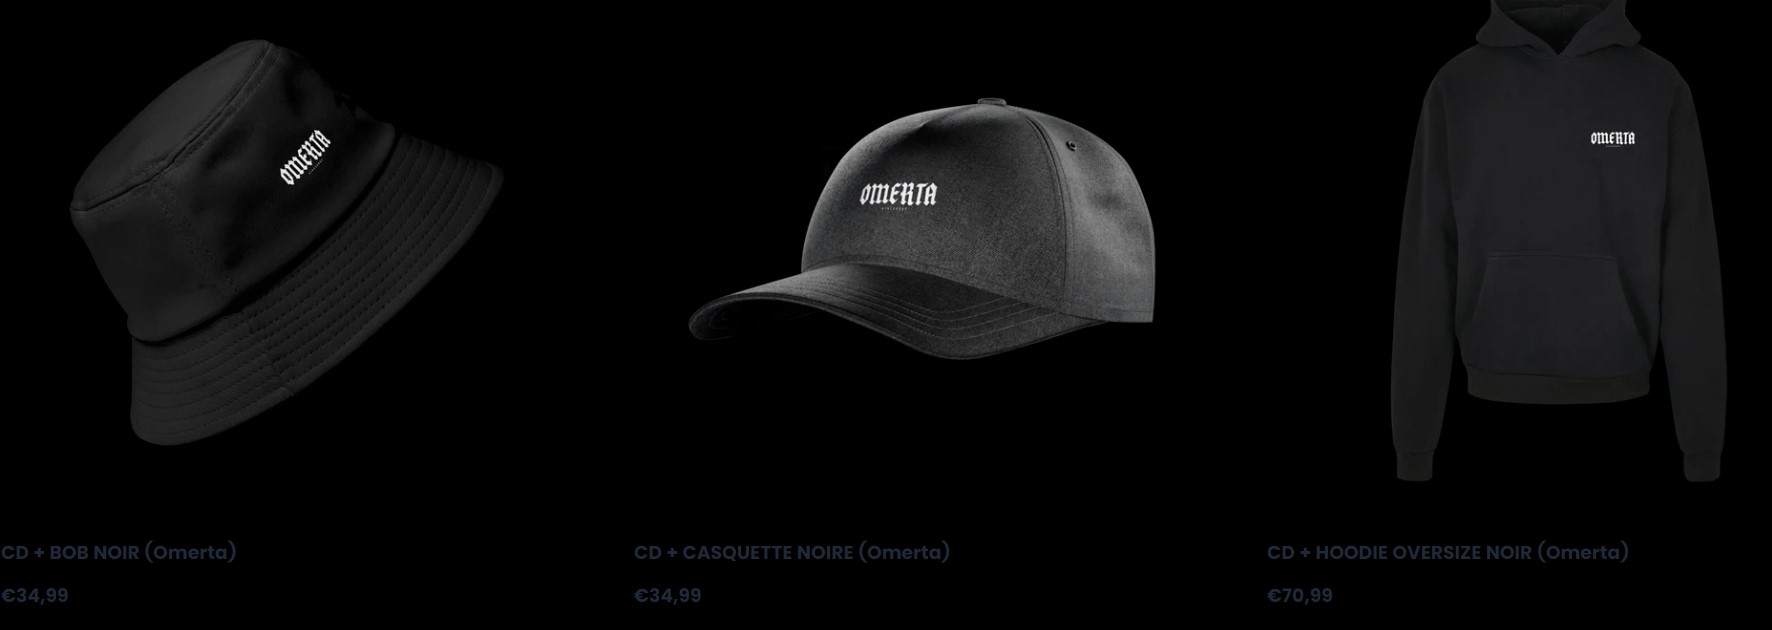 OMERTA
OMERTA
OMERTA
CD + BOB NOIR (Omerta)
€34,99
CD + CASQUETTE NOIRE (Omerta)
€34,99
CD + HOODIE OVERSIZE NOIR (Omerta)
€70,99